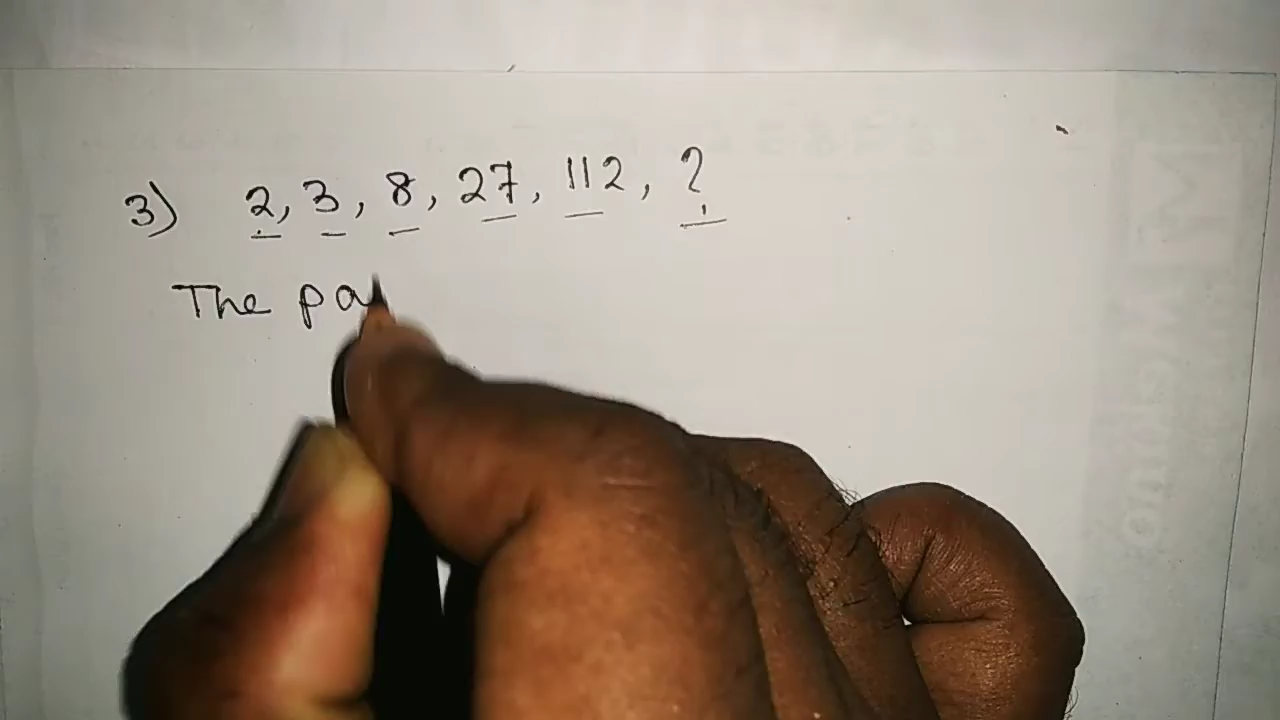 3) 2, 3, 8, 27, 112, ?
The pa